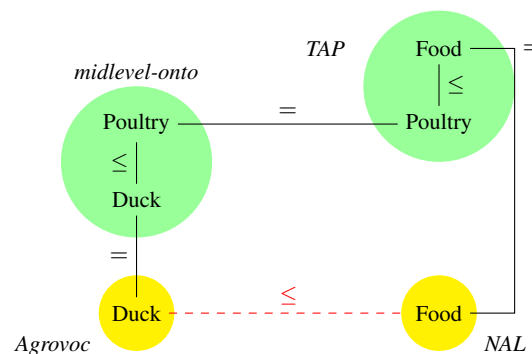 TAP
Food
=
midlevel-onto
≤
Poultry
=
Poultry
≤
Duck
=
≤
Duck
Food
Agrovoc
NAL